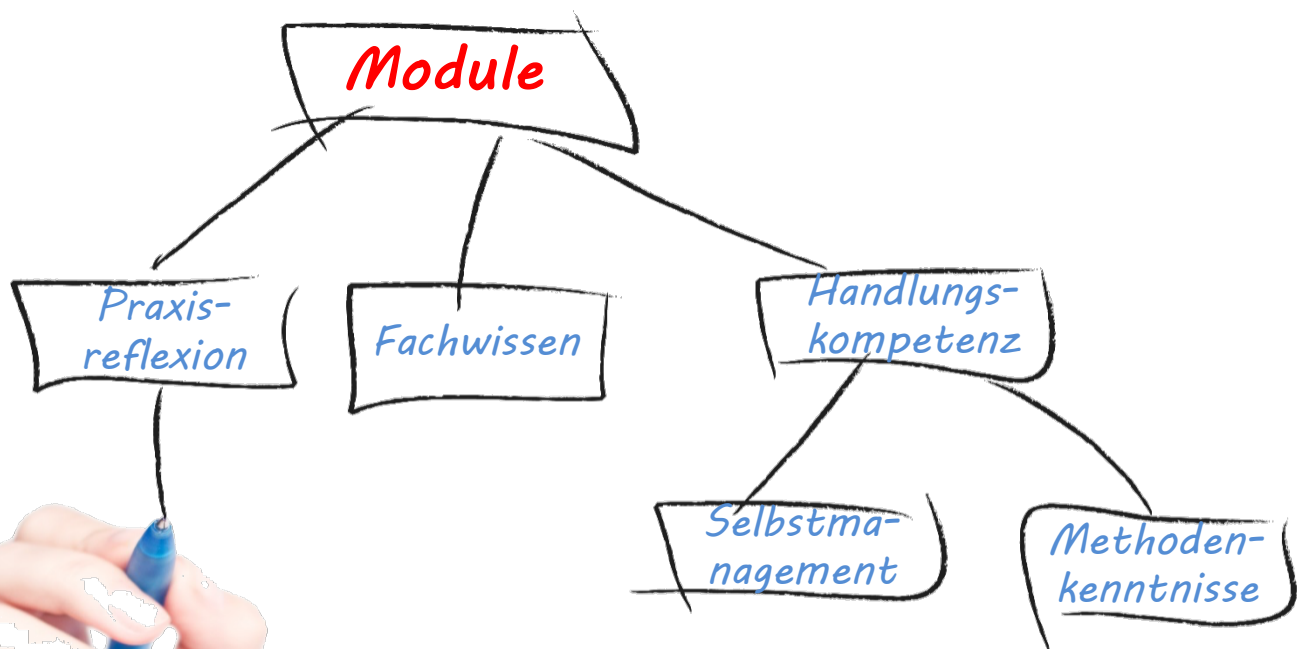 Module
Praxis-
reflexion
Fachwissen
Handlungs-
kompetenz
Selbstma-
nagement
Methoden-
kenntnisse